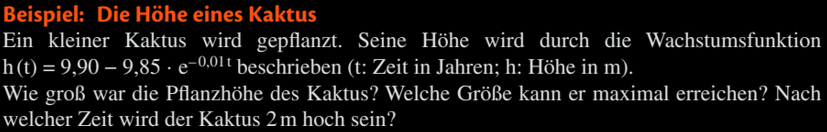 Beispiel: Die Höhe eines Kaktus
Ein kleiner Kaktus wird gepflanzt. Seine Höhe wird durch die Wachstumsfunktion
h(t) = 9,90 − 9,85 · e⁻⁰,⁰¹ᵗ beschrieben (t: Zeit in Jahren; h: Höhe in m).
Wie groß war die Pflanzhöhe des Kaktus? Welche Größe kann er maximal erreichen? Nach
welcher Zeit wird der Kaktus 2 m hoch sein?